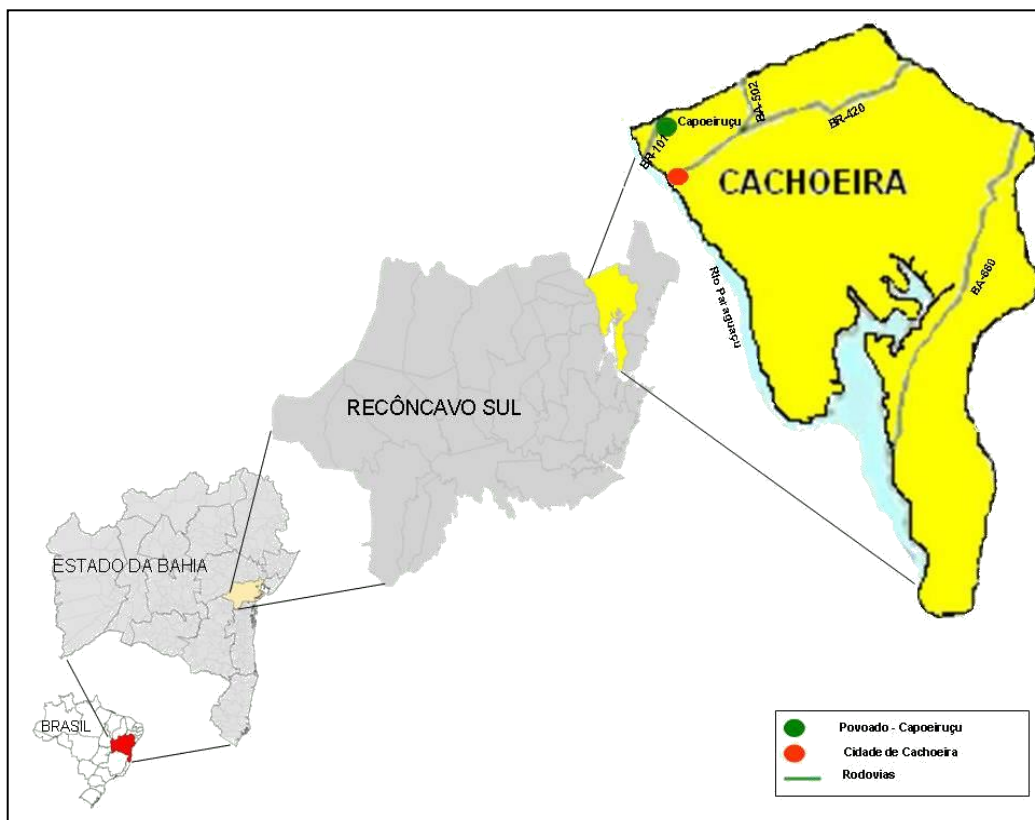 BA-502
Capoeiruçu
BR-420
BR-101
CACHOEIRA
Rio Paraguaçu
BA-660
RECÔNCAVO SUL
ESTADO DA BAHIA
BRASIL
Povoado - Capoeiruçu
Cidade de Cachoeira
Rodovias